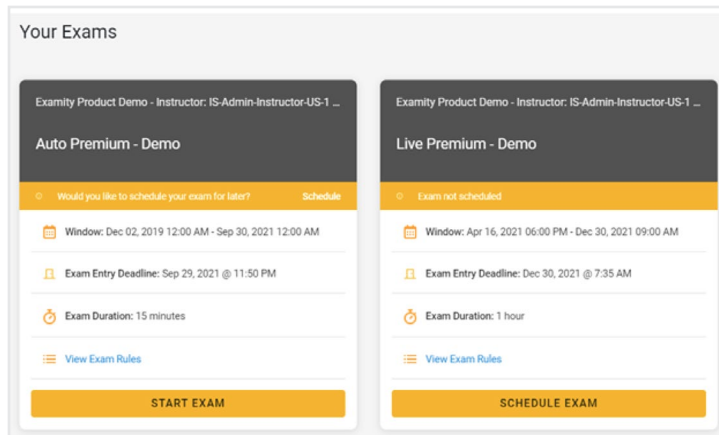 Your Exams
Examity Product Demo - Instructor: IS-Admin-Instructor-US-1 ...
Auto Premium - Demo
Would you like to schedule your exam for later? Schedule
Window: Dec 02, 2019 12:00 AM - Sep 30, 2021 12:00 AM
Exam Entry Deadline: Sep 29, 2021 @ 11:50 PM
Exam Duration: 15 minutes
View Exam Rules
START EXAM
Examity Product Demo - Instructor: IS-Admin-Instructor-US-1 ...
Live Premium - Demo
Exam not scheduled
Window: Apr 16, 2021 06:00 PM - Dec 30, 2021 09:00 AM
Exam Entry Deadline: Dec 30, 2021 @ 7:35 AM
Exam Duration: 1 hour
View Exam Rules
SCHEDULE EXAM